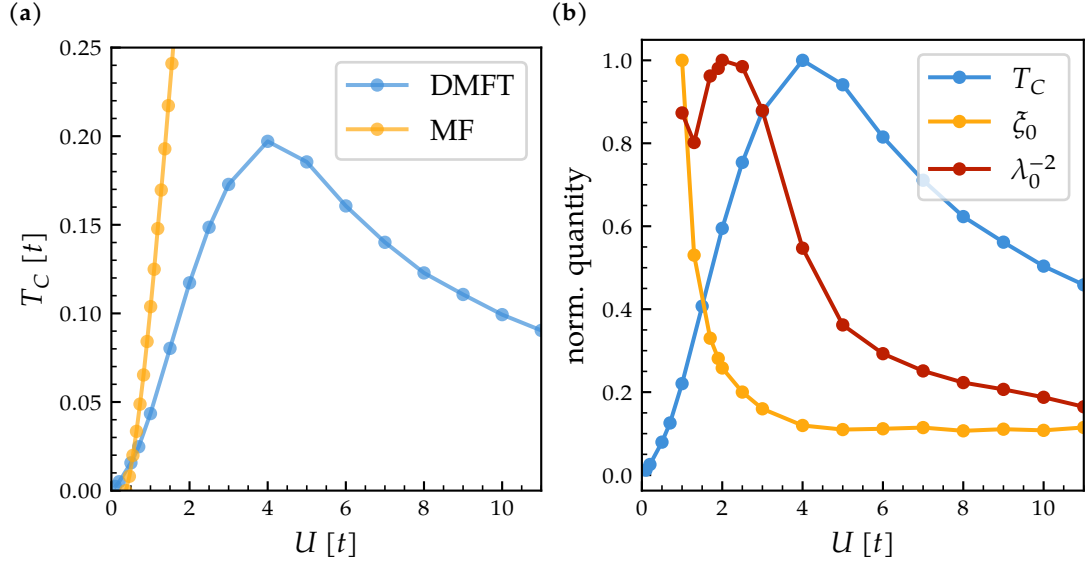 (a)
0.25
0.20
0.15
0.10
0.05
0.00
T_C [t]
0 2 4 6 8 10
U [t]
DMFT
MF
(b)
1.0
0.8
0.6
0.4
0.2
0.0
norm. quantity
0 2 4 6 8 10
U [t]
T_C
ξ_0
λ_0^{-2}